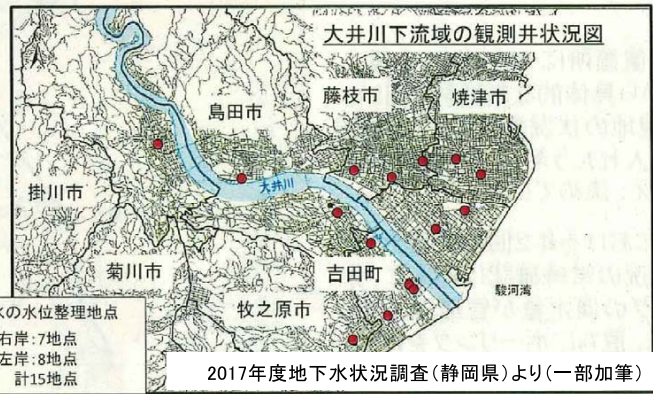 大井川下流域の観測井状況図
藤枝市
焼津市
島田市
大井川
掛川市
菊川市
吉田町
駿河湾
牧之原市
水の水位整理地点
右岸:7地点
左岸:8地点
計15地点
2017年度地下水状況調査(静岡県)より(一部加筆)